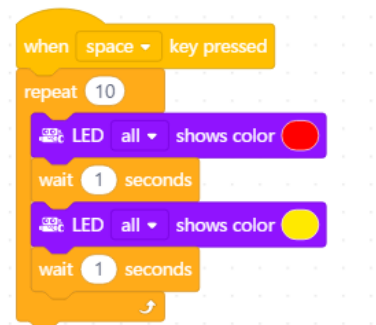 when space key pressed
repeat 10
LED all shows color
wait 1 seconds
LED all shows color
wait 1 seconds